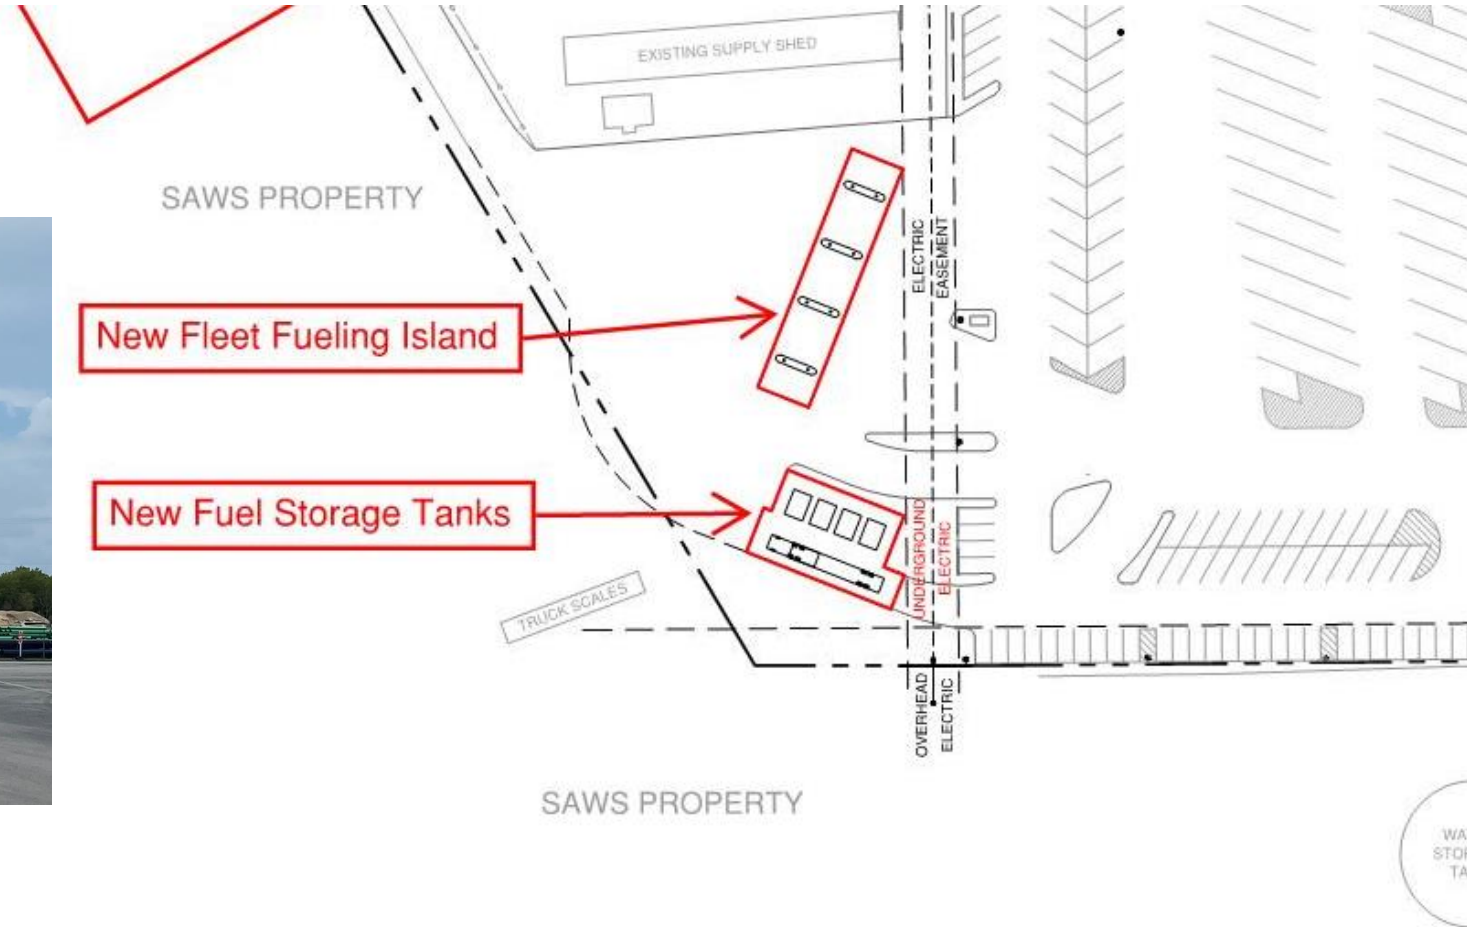 EXISTING SUPPLY SHED
SAWS PROPERTY
ELECTRIC
EASEMENT
New Fleet Fueling Island
New Fuel Storage Tanks
UNDERGROUND
ELECTRIC
TRUCK SCALES
OVERHEAD
ELECTRIC
SAWS PROPERTY